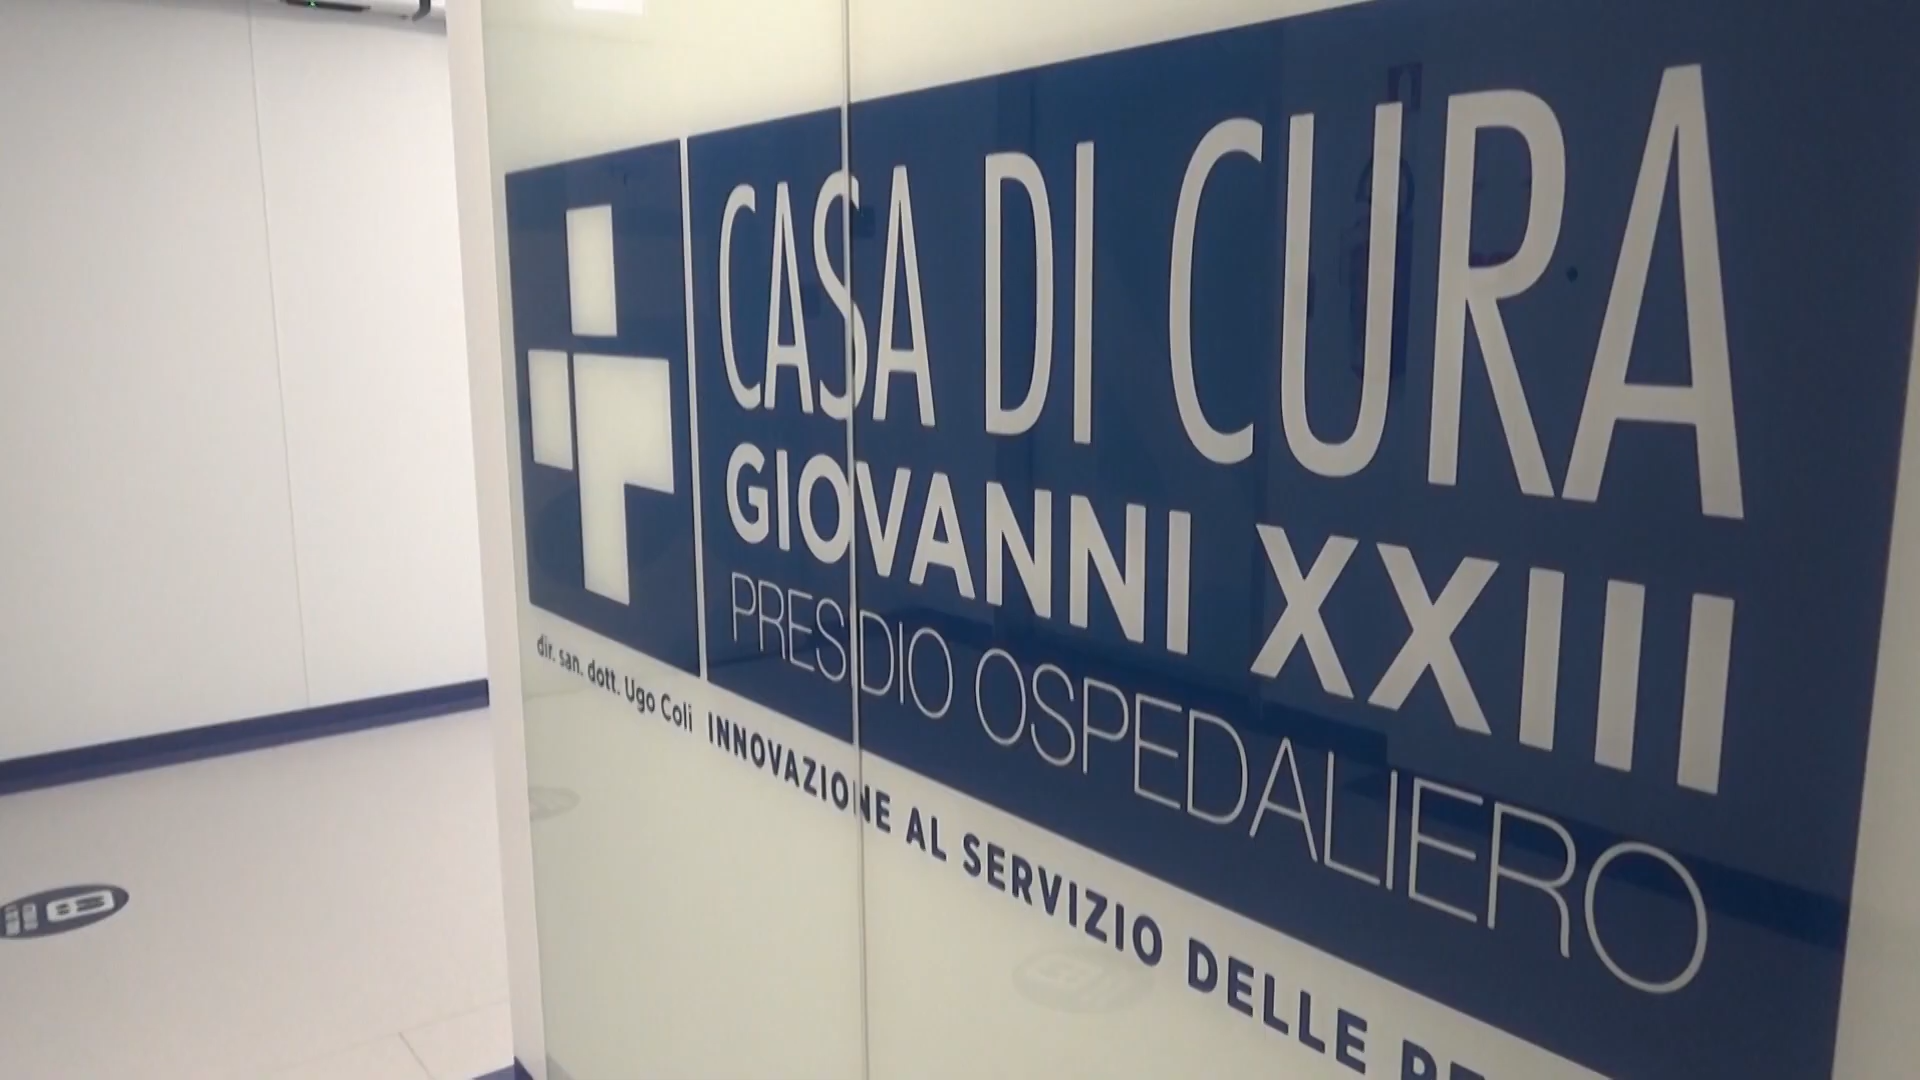 CASA DI CURA
GIOVANNI XXIII
PRESIDIO OSPEDALIERO
dir. san. dott. Ugo Coli INNOVAZIONE AL SERVIZIO DELLE